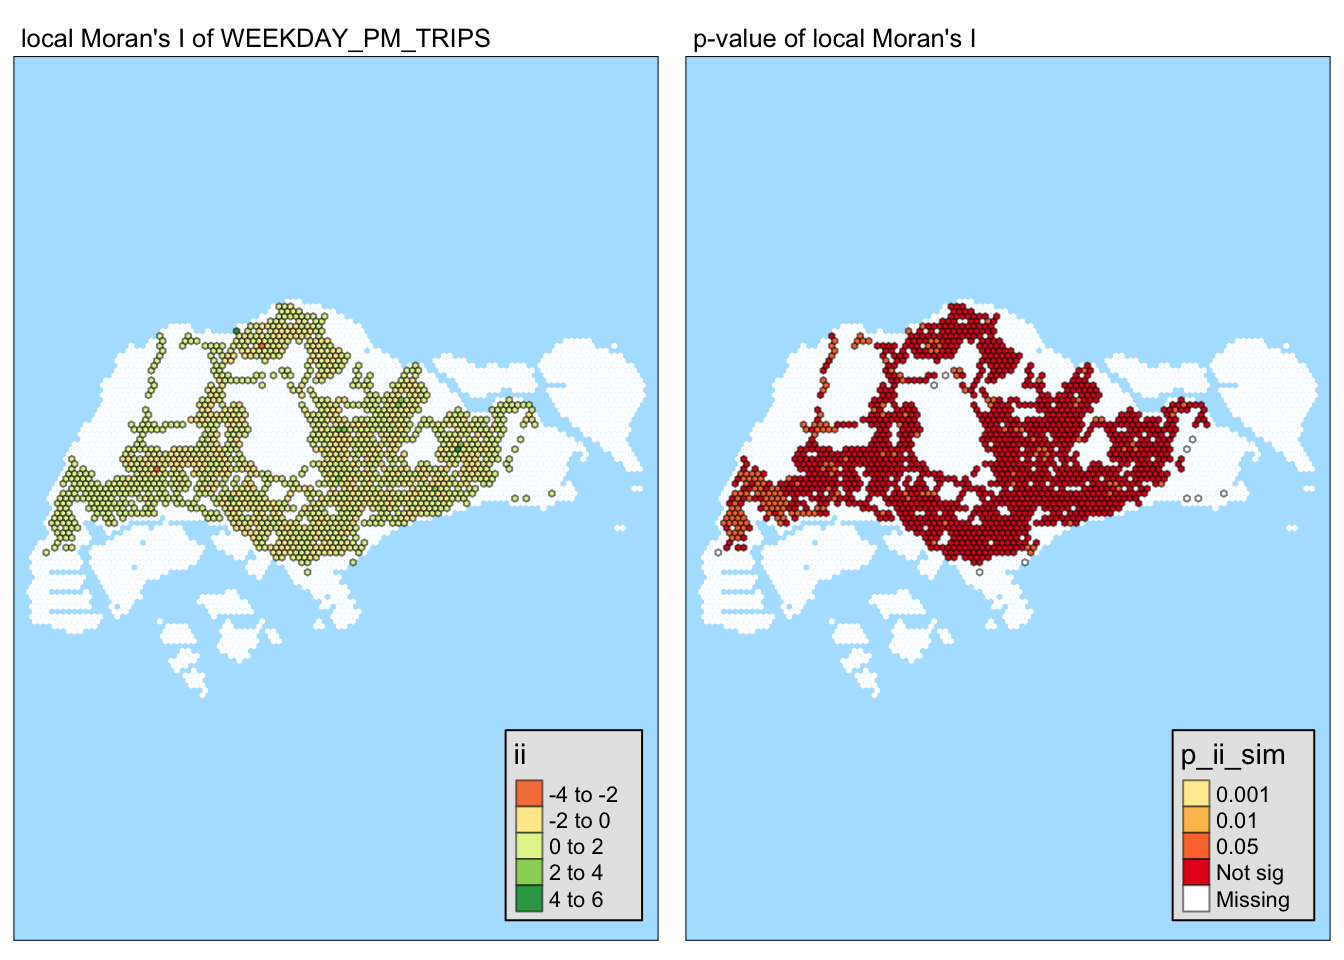 local Moran's I of WEEKDAY_PM_TRIPS
p-value of local Moran's I
ii
-4 to -2
-2 to 0
0 to 2
2 to 4
4 to 6
p_ii_sim
0.001
0.01
0.05
Not sig
Missing